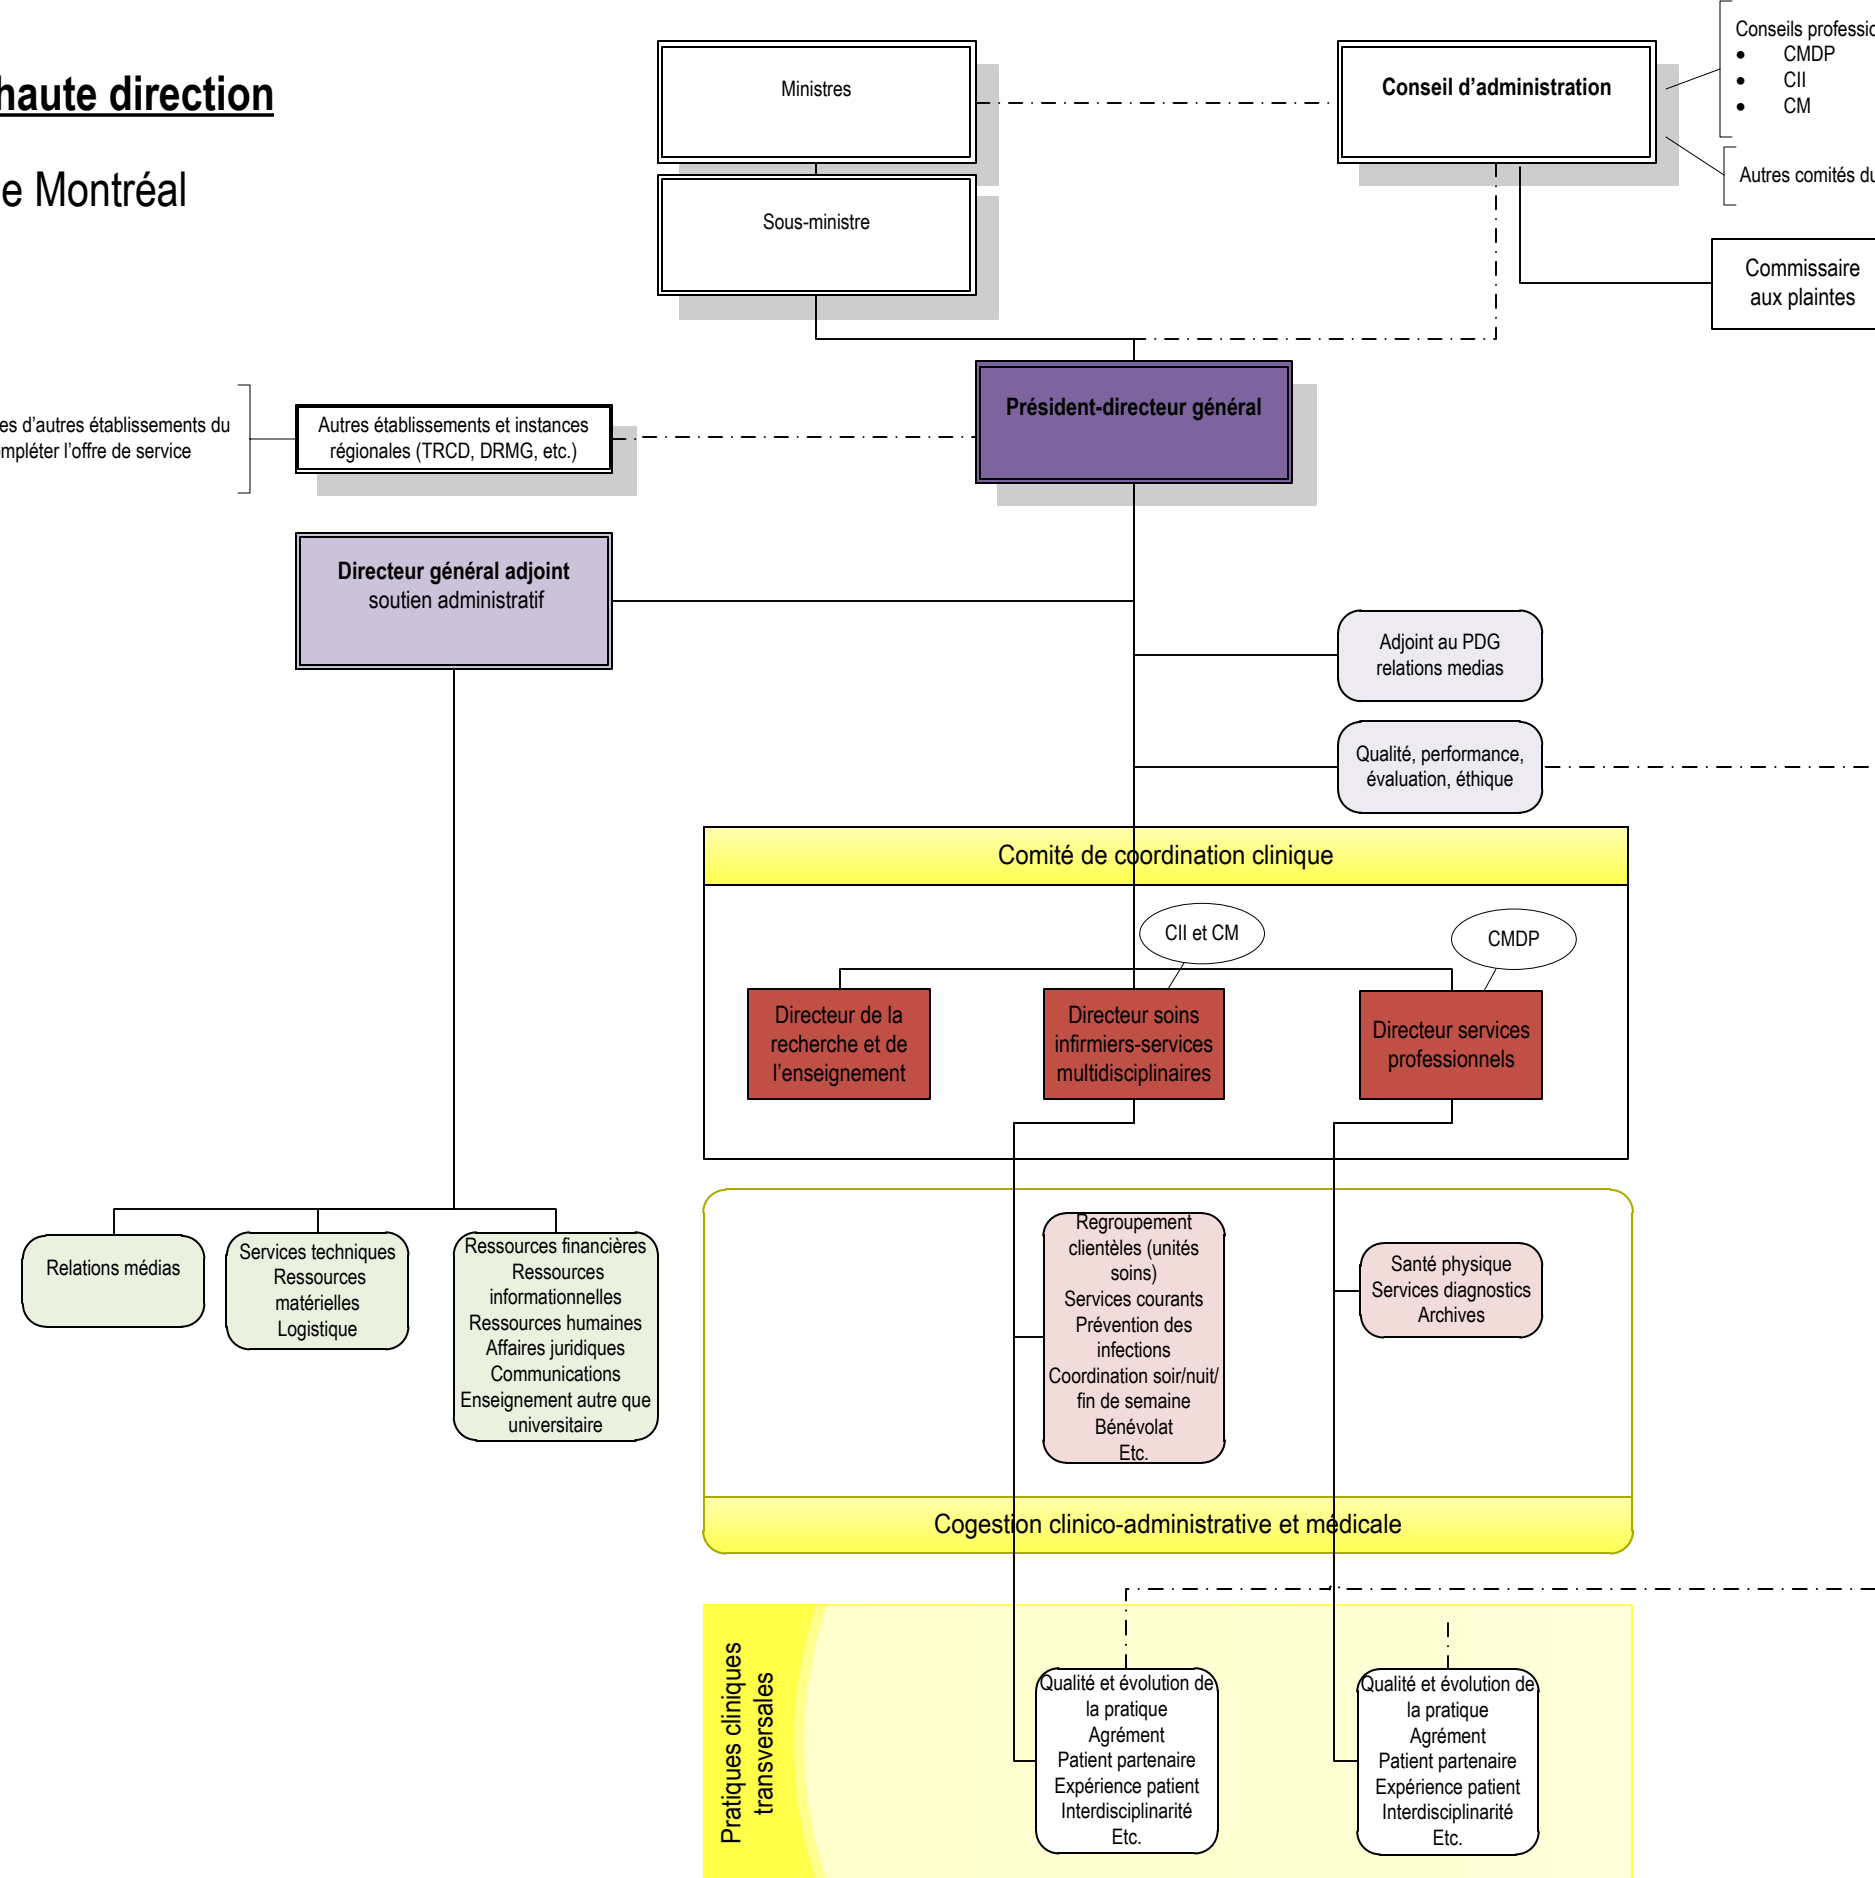 haute direction
e Montréal
Ministres
Sous-ministre
Conseil d’administration
Conseils professio
• CMDP
• CII
• CM
Autres comités du
Commissaire
aux plaintes
Président-directeur général
es d’autres établissements du
mpléter l’offre de service
Autres établissements et instances
régionales (TRCD, DRMG, etc.)
Directeur général adjoint
soutien administratif
Adjoint au PDG
relations medias
Qualité, performance,
évaluation, éthique
Comité de coordination clinique
CII et CM
CMDP
Directeur de la
recherche et de
l’enseignement
Directeur soins
infirmiers-services
multidisciplinaires
Directeur services
professionnels
Relations médias
Services techniques
Ressources
matérielles
Logistique
Ressources financières
Ressources
informationnelles
Ressources humaines
Affaires juridiques
Communications
Enseignement autre que
universitaire
Regroupement
clientèles (unités
soins)
Services courants
Prévention des
infections
Coordination soir/nuit/
fin de semaine
Bénévolat
Etc.
Santé physique
Services diagnostics
Archives
Cogestion clinico-administrative et médicale
Pratiques cliniques
transversales
Qualité et évolution de
la pratique
Agrément
Patient partenaire
Expérience patient
Interdisciplinarité
Etc.
Qualité et évolution de
la pratique
Agrément
Patient partenaire
Expérience patient
Interdisciplinarité
Etc.